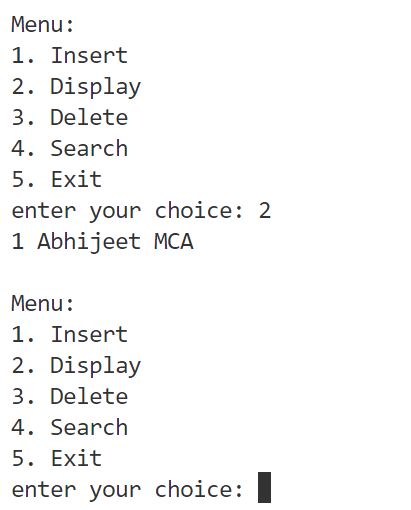 Menu:
1. Insert
2. Display
3. Delete
4. Search
5. Exit
enter your choice: 2
1 Abhijeet MCA
Menu:
1. Insert
2. Display
3. Delete
4. Search
5. Exit
enter your choice: